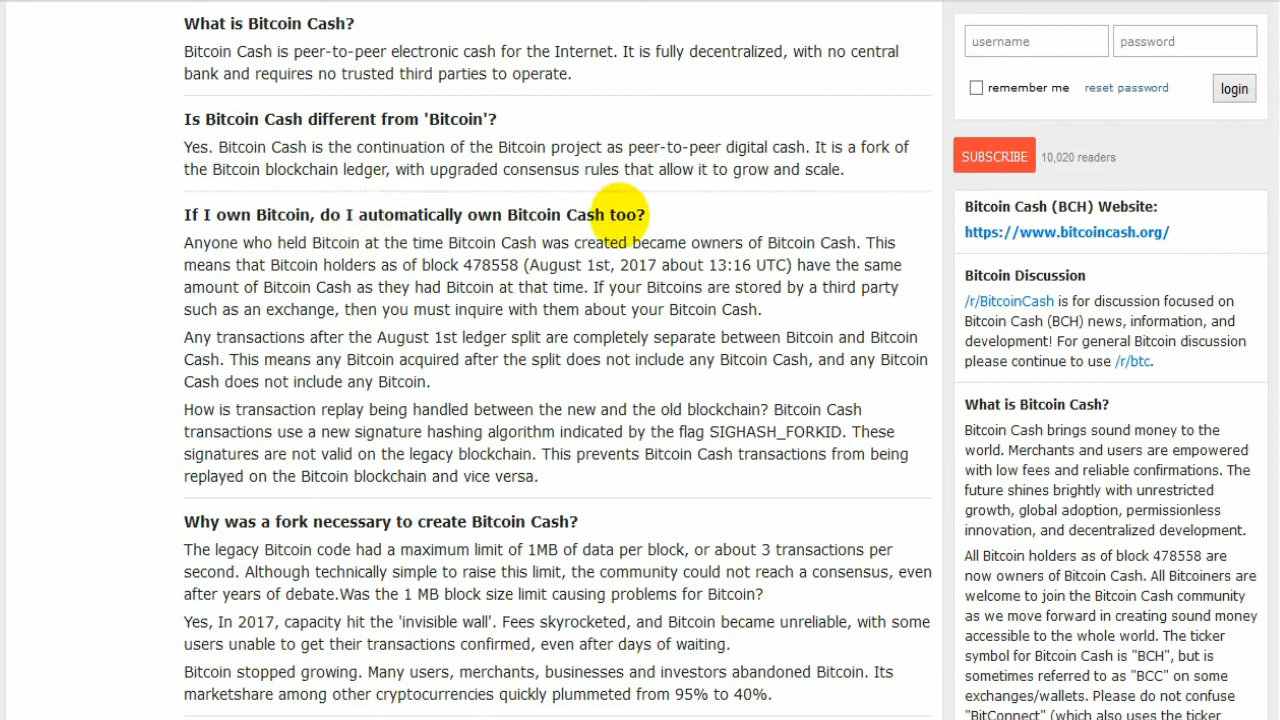 What is Bitcoin Cash?
Bitcoin Cash is peer-to-peer electronic cash for the Internet. It is fully decentralized, with no central
bank and requires no trusted third parties to operate.
Is Bitcoin Cash different from 'Bitcoin'?
Yes. Bitcoin Cash is the continuation of the Bitcoin project as peer-to-peer digital cash. It is a fork of
the Bitcoin blockchain ledger, with upgraded consensus rules that allow it to grow and scale.
If I own Bitcoin, do I automatically own Bitcoin Cash too?
Anyone who held Bitcoin at the time Bitcoin Cash was created became owners of Bitcoin Cash. This
means that Bitcoin holders as of block 478558 (August 1st, 2017 about 13:16 UTC) have the same
amount of Bitcoin Cash as they had Bitcoin at that time. If your Bitcoins are stored by a third party
such as an exchange, then you must inquire with them about your Bitcoin Cash.
Any transactions after the August 1st ledger split are completely separate between Bitcoin and Bitcoin
Cash. This means any Bitcoin acquired after the split does not include any Bitcoin Cash, and any Bitcoin
Cash does not include any Bitcoin.
How is transaction replay being handled between the new and the old blockchain? Bitcoin Cash
transactions use a new signature hashing algorithm indicated by the flag SIGHASH_FORKID. These
signatures are not valid on the legacy blockchain. This prevents Bitcoin Cash transactions from being
replayed on the Bitcoin blockchain and vice versa.
Why was a fork necessary to create Bitcoin Cash?
The legacy Bitcoin code had a maximum limit of 1MB of data per block, or about 3 transactions per
second. Although technically simple to raise this limit, the community could not reach a consensus, even
after years of debate.Was the 1 MB block size limit causing problems for Bitcoin?
Yes, In 2017, capacity hit the 'invisible wall'. Fees skyrocketed, and Bitcoin became unreliable, with some
users unable to get their transactions confirmed, even after days of waiting.
Bitcoin stopped growing. Many users, merchants, businesses and investors abandoned Bitcoin. Its
marketshare among other cryptocurrencies quickly plummeted from 95% to 40%.
username password
remember me reset password login
SUBSCRIBE 10,020 readers
Bitcoin Cash (BCH) Website:
https://www.bitcoincash.org/
Bitcoin Discussion
/r/BitcoinCash is for discussion focused on
Bitcoin Cash (BCH) news, information, and
development! For general Bitcoin discussion
please continue to use /r/btc.
What is Bitcoin Cash?
Bitcoin Cash brings sound money to the
world. Merchants and users are empowered
with low fees and reliable confirmations. The
future shines brightly with unrestricted
growth, global adoption, permissionless
innovation, and decentralized development.
All Bitcoin holders as of block 478558 are
now owners of Bitcoin Cash. All Bitcoiners are
welcome to join the Bitcoin Cash community
as we move forward in creating sound money
accessible to the whole world. The ticker
symbol for Bitcoin Cash is "BCH", but is
sometimes referred to as "BCC" on some
exchanges/wallets. Please do not confuse
"BitConnect" (which also uses the ticker